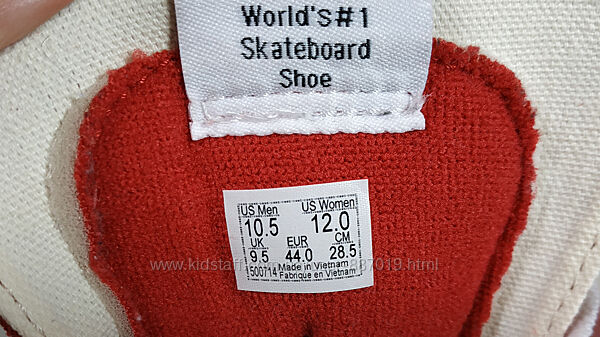 World's#1
Skateboard
Shoe
US Men US Women
10.5 12.0
UK EUR CM
9.5 44.0 28.5
500714 Made in Vietnam
Fabrique en Vietnam